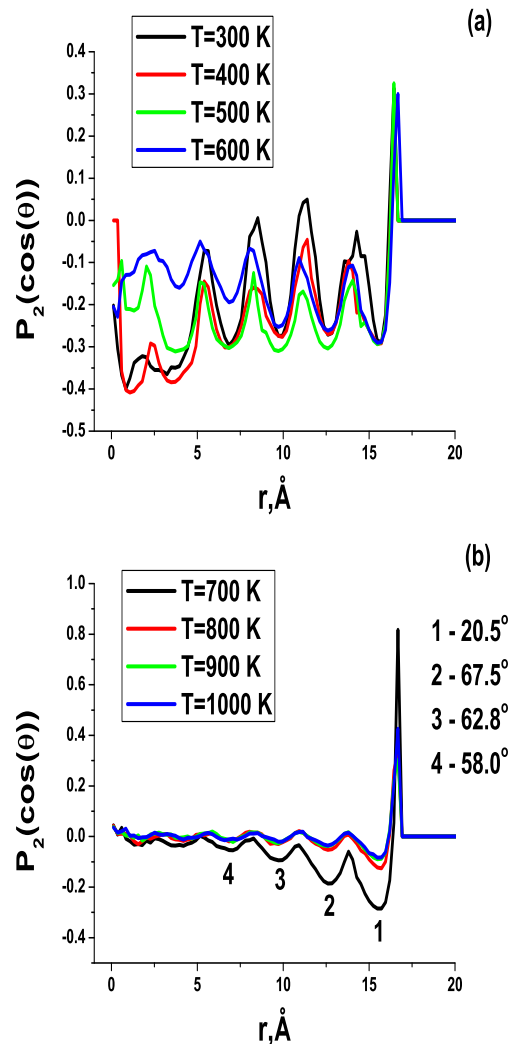 (a)
T=300 K
T=400 K
T=500 K
T=600 K
P₂(cos(θ))
0.4
0.3
0.2
0.1
0.0
-0.1
-0.2
-0.3
-0.4
-0.5
0 5 10 15 20
r,Å
(b)
T=700 K
T=800 K
T=900 K
T=1000 K
1 - 20.5°
2 - 67.5°
3 - 62.8°
4 - 58.0°
P₂(cos(θ))
1.0
0.8
0.6
0.4
0.2
0.0
-0.2
-0.4
4 3 2 1
0 5 10 15 20
r,Å